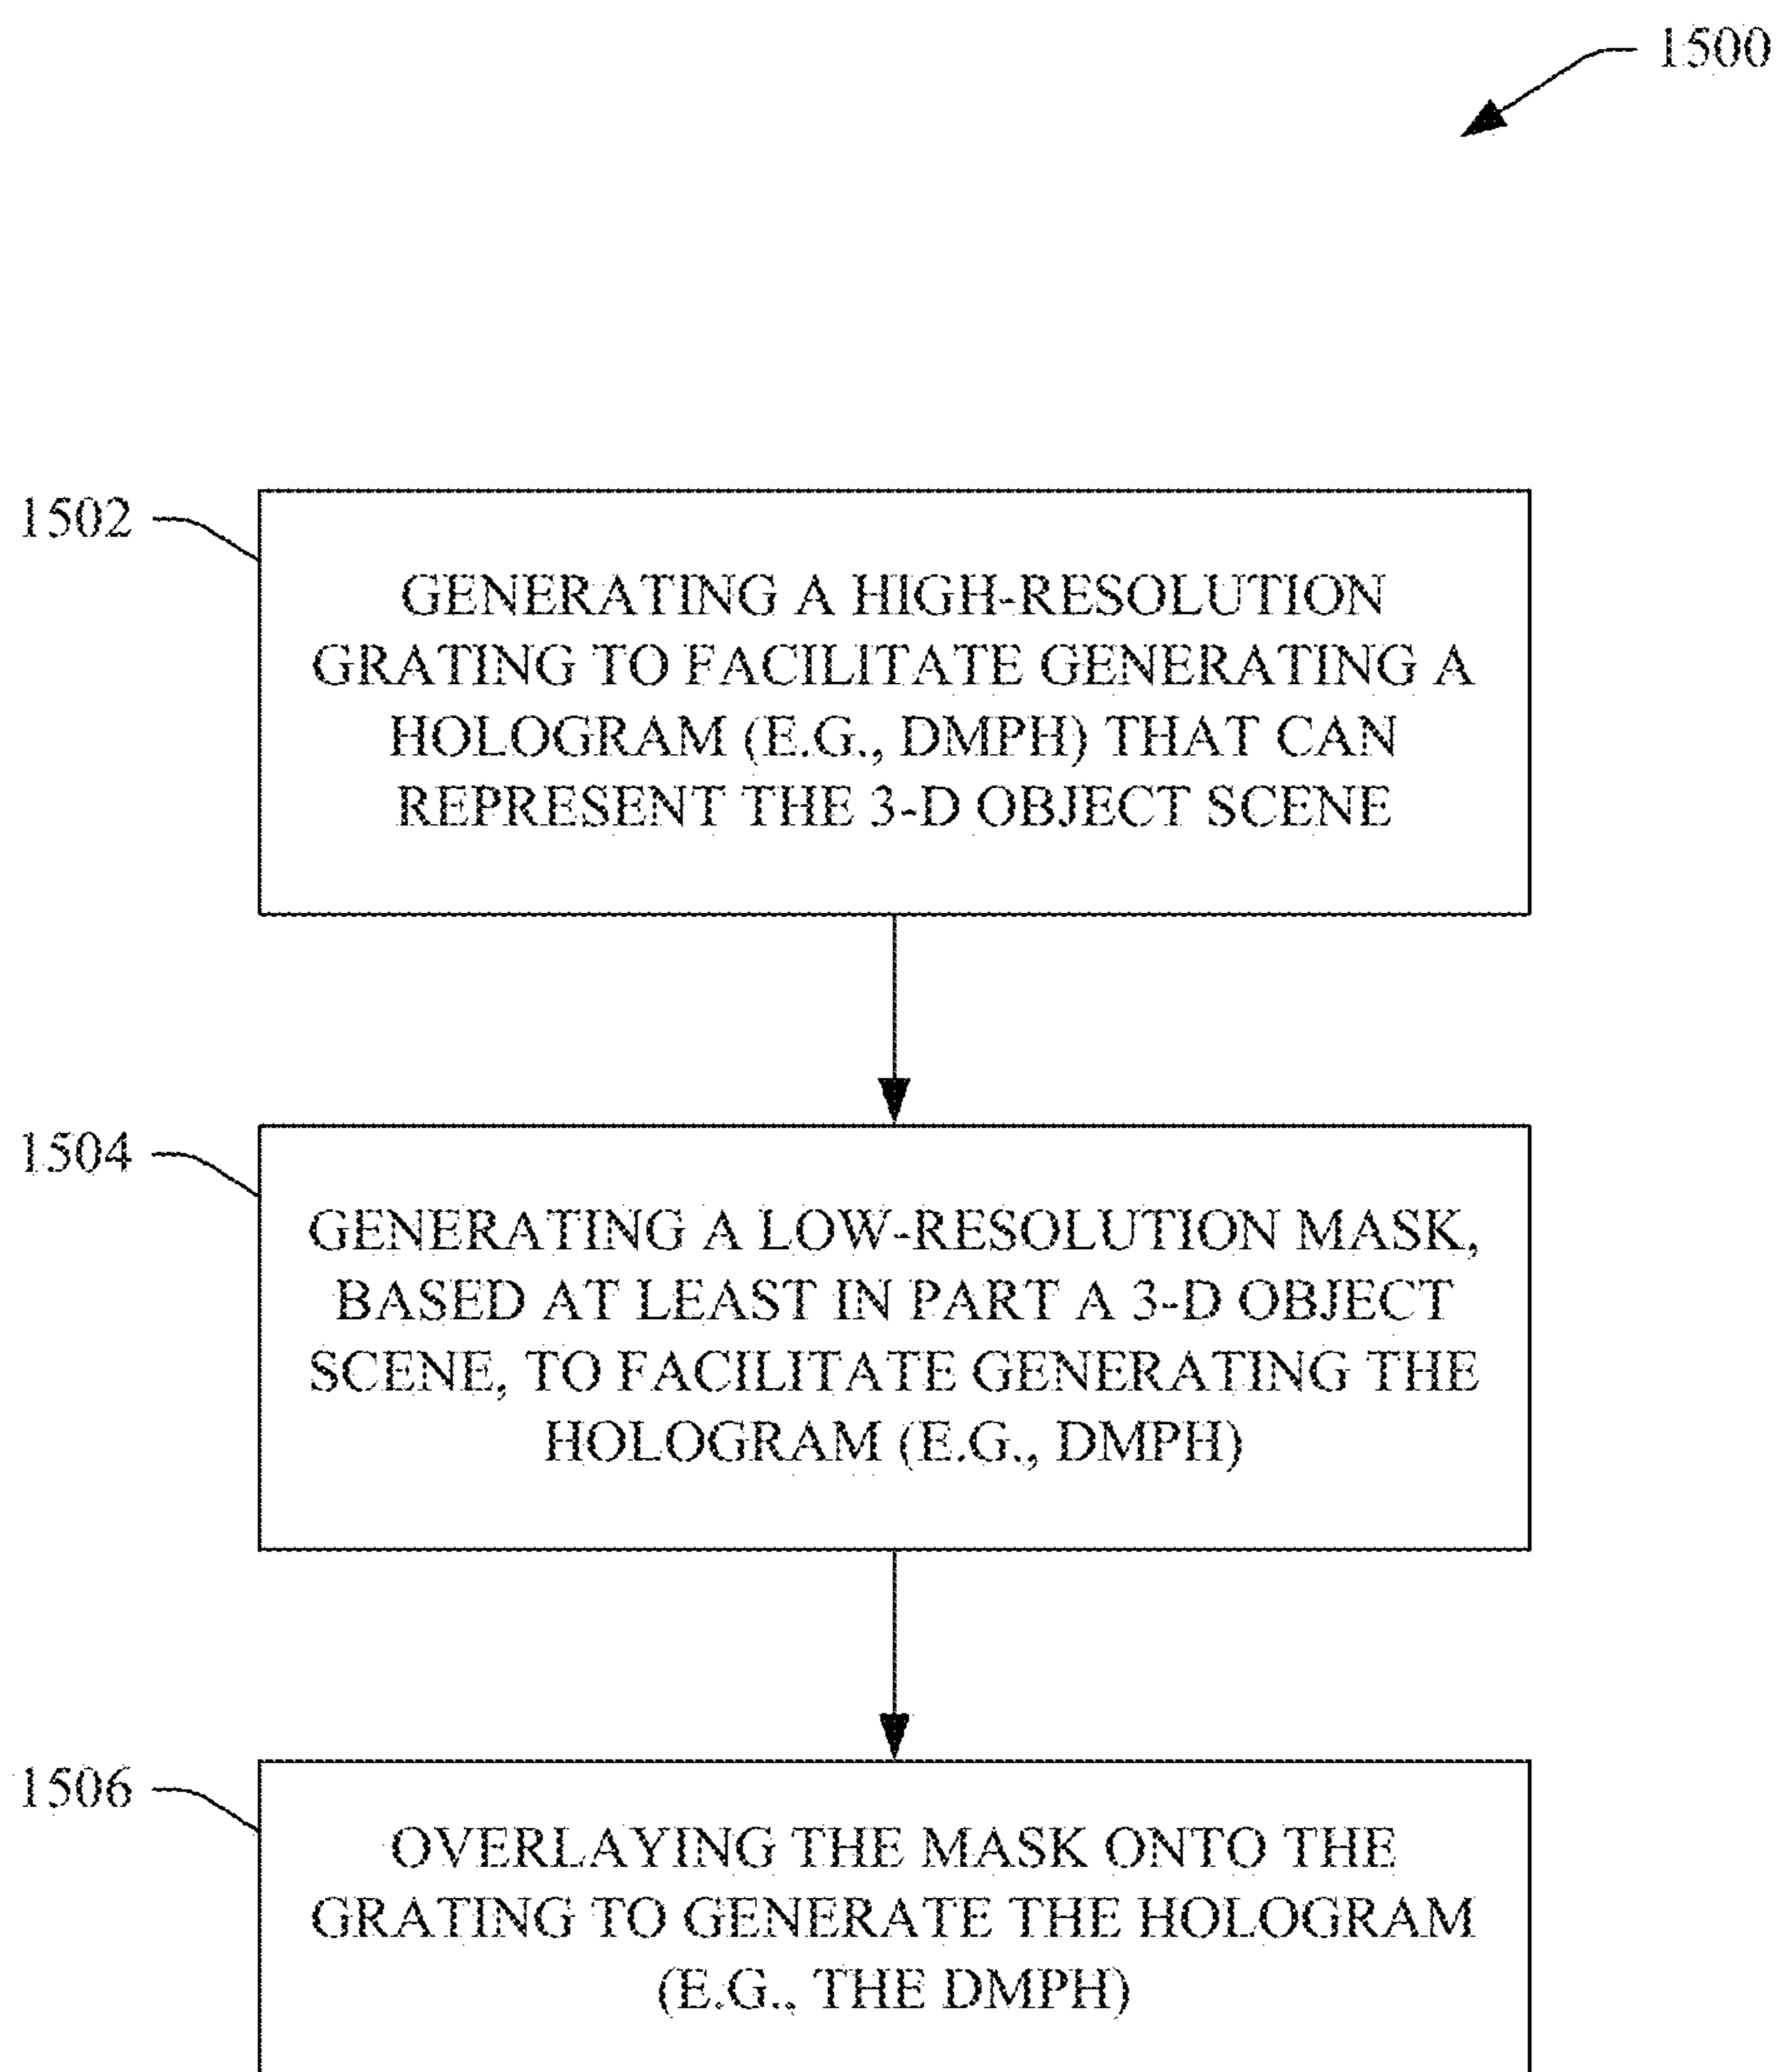 1500
1502
GENERATING A HIGH-RESOLUTION
GRATING TO FACILITATE GENERATING A
HOLOGRAM (E.G., DMPH) THAT CAN
REPRESENT THE 3-D OBJECT SCENE
1504
GENERATING A LOW-RESOLUTION MASK,
BASED AT LEAST IN PART A 3-D OBJECT
SCENE, TO FACILITATE GENERATING THE
HOLOGRAM (E.G., DMPH)
1506
OVERLAYING THE MASK ONTO THE
GRATING TO GENERATE THE HOLOGRAM
(E.G., THE DMPH)